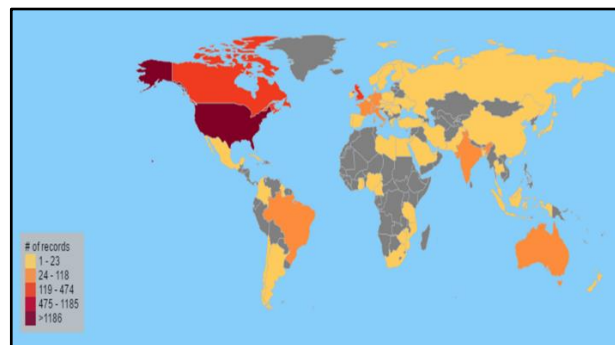 # of records
1 - 23
24 - 118
119 - 474
475 - 1185
>1186